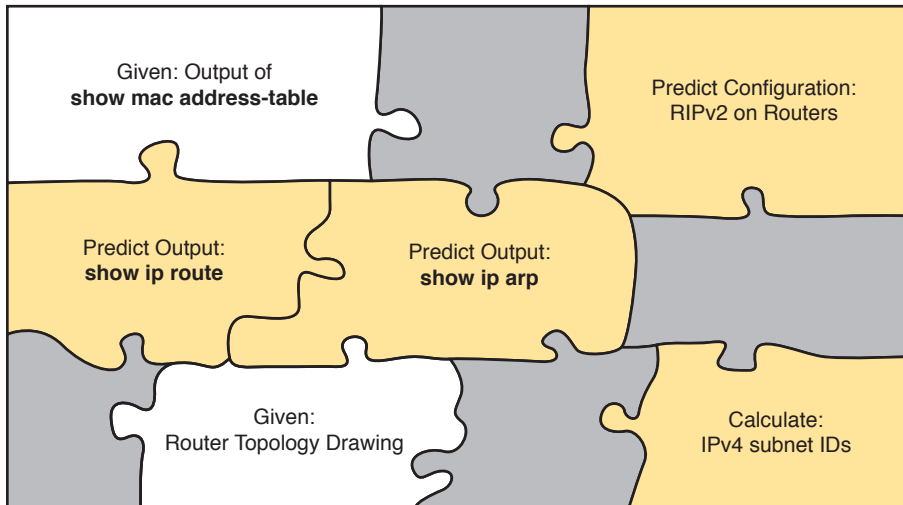 Given: Output of
show mac address-table
Predict Configuration:
RIPv2 on Routers
Predict Output:
show ip route
Predict Output:
show ip arp
Given:
Router Topology Drawing
Calculate:
IPv4 subnet IDs